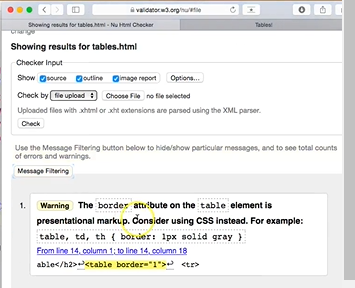 validator.w3.org/nu/#file
Showing results for tables.html - Nu Html Checker
Tables!
change
Showing results for tables.html
Checker Input
Show source outline image report Options...
Check by file upload Choose File no file selected
Uploaded files with .xhtml or .xht extensions are parsed using the XML parser.
Check
Use the Message Filtering button below to hide/show particular messages, and to see total counts
of errors and warnings.
Message Filtering
1. Warning The border attribute on the table element is
presentational markup. Consider using CSS instead. For example:
table, td, th { border: 1px solid gray }
From line 14, column 1; to line 14, column 18
able</h2>↩<table border="1">↩ <tr>